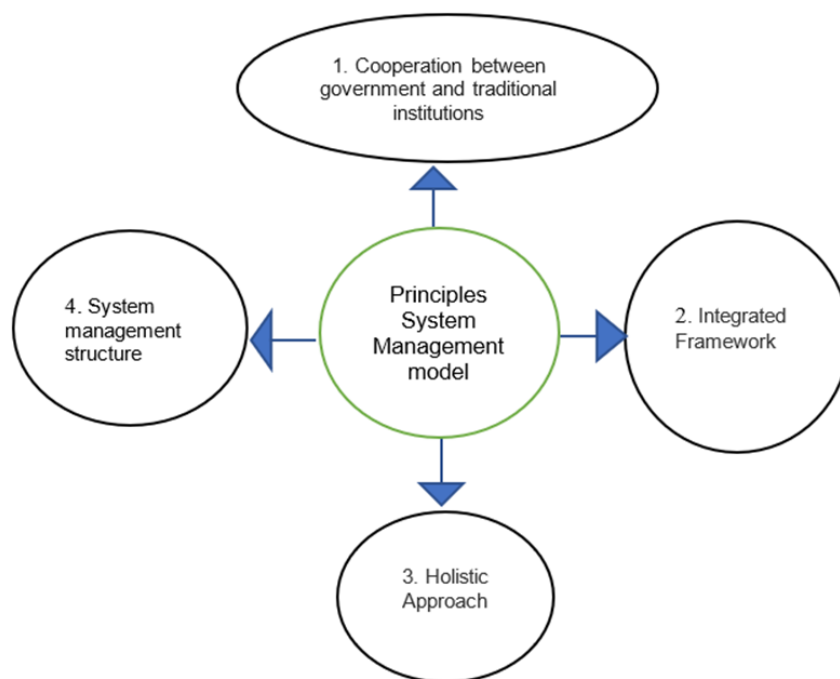 1. Cooperation between
government and traditional
institutions
Principles
System
Management
model
2. Integrated
Framework
3. Holistic
Approach
4. System
management
structure